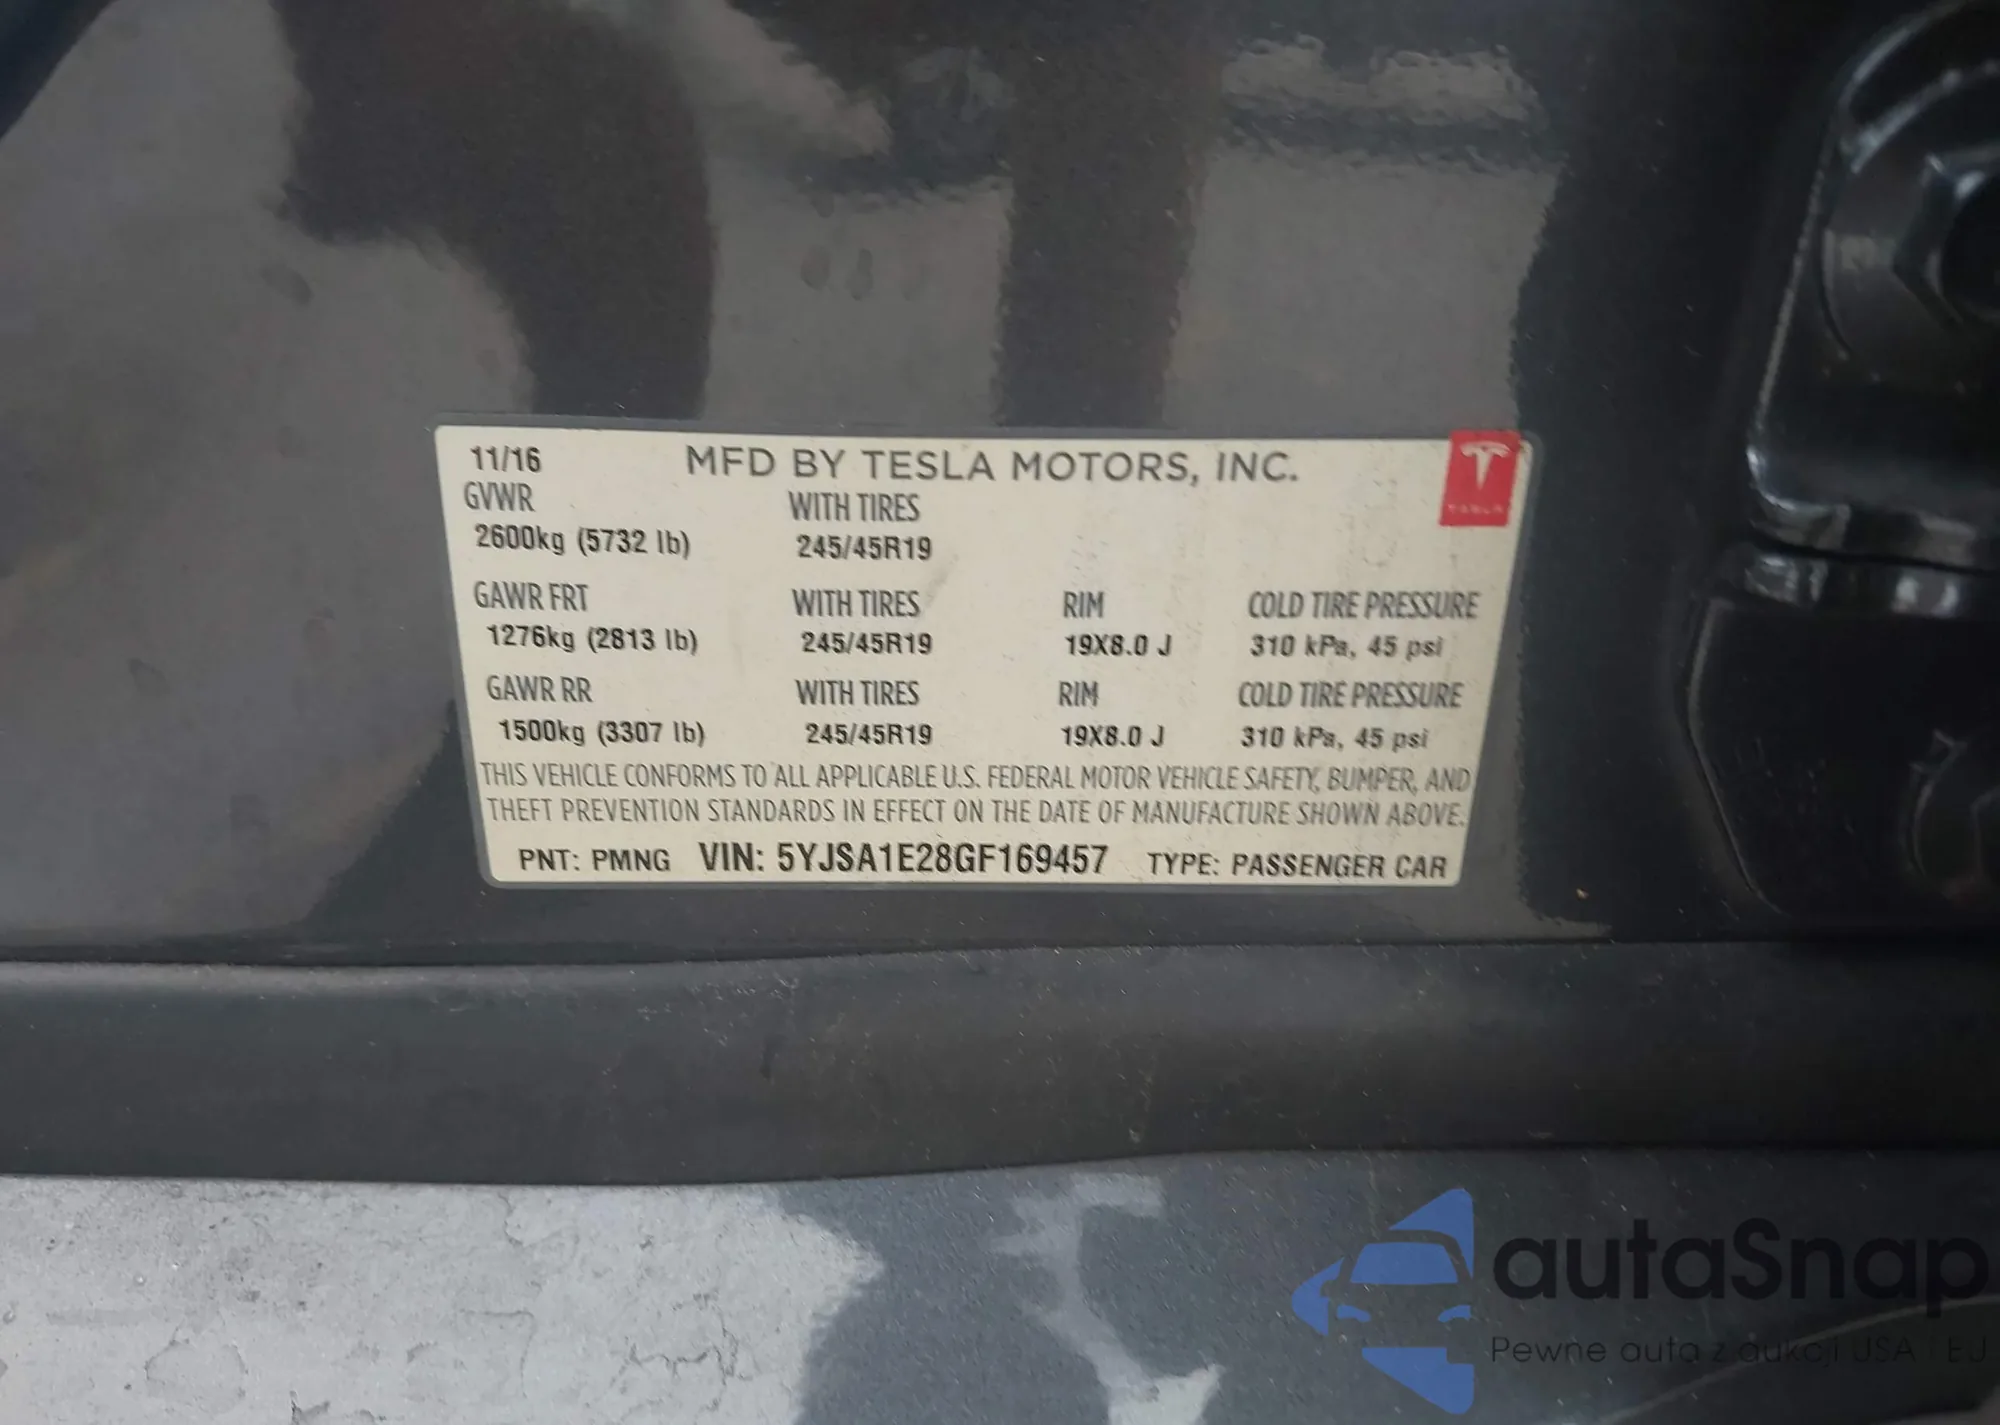 11/16 MFD BY TESLA MOTORS, INC.
TESLA
GVWR WITH TIRES
2600kg (5732 lb) 245/45R19
GAWR FRT WITH TIRES RIM COLD TIRE PRESSURE
1276kg (2813 lb) 245/45R19 19X8.0 J 310 kPa, 45 psi
GAWR RR WITH TIRES RIM COLD TIRE PRESSURE
1500kg (3307 lb) 245/45R19 19X8.0 J 310 kPa, 45 psi
THIS VEHICLE CONFORMS TO ALL APPLICABLE U.S. FEDERAL MOTOR VEHICLE SAFETY, BUMPER, AND
THEFT PREVENTION STANDARDS IN EFFECT ON THE DATE OF MANUFACTURE SHOWN ABOVE.
PNT: PMNG VIN: 5YJSA1E28GF169457 TYPE: PASSENGER CAR
autaSnap
Pewne auta z aukcji USA i EU